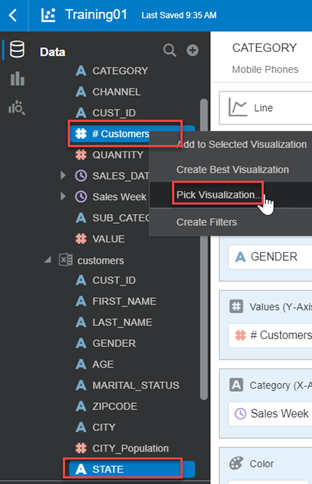 Training01 Last Saved 9:35 AM
Data
CATEGORY
CHANNEL
CUST_ID
# Customers
QUANTITY
SALES_DAT
Sales Week
SUB_CATEG
VALUE
customers
CUST_ID
FIRST_NAME
LAST_NAME
GENDER
AGE
MARITAL_STATUS
ZIPCODE
CITY
CITY_Population
STATE
Add to Selected Visualization
Create Best Visualization
Pick Visualization...
Create Filters
CATEGORY
Mobile Phones
Line
GENDER
Values (Y-Axis
# Customers
Category (X-A
Sales Week
Color